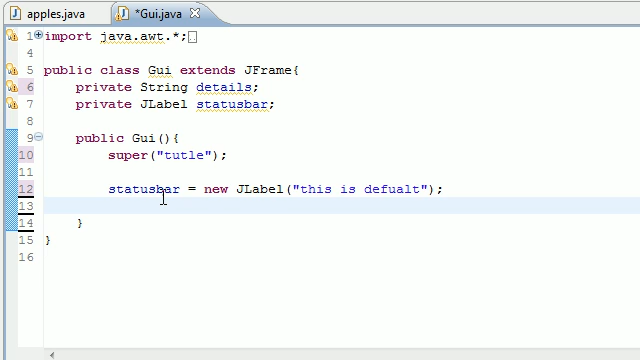 apples.java *Gui.java
1 import java.awt.*;
4
5 public class Gui extends JFrame{
6 private String details;
7 private JLabel statusbar;
8
9 public Gui(){
10 super("tutle");
11
12 statusbar = new JLabel("this is defualt");
13
14 }
15 }
16